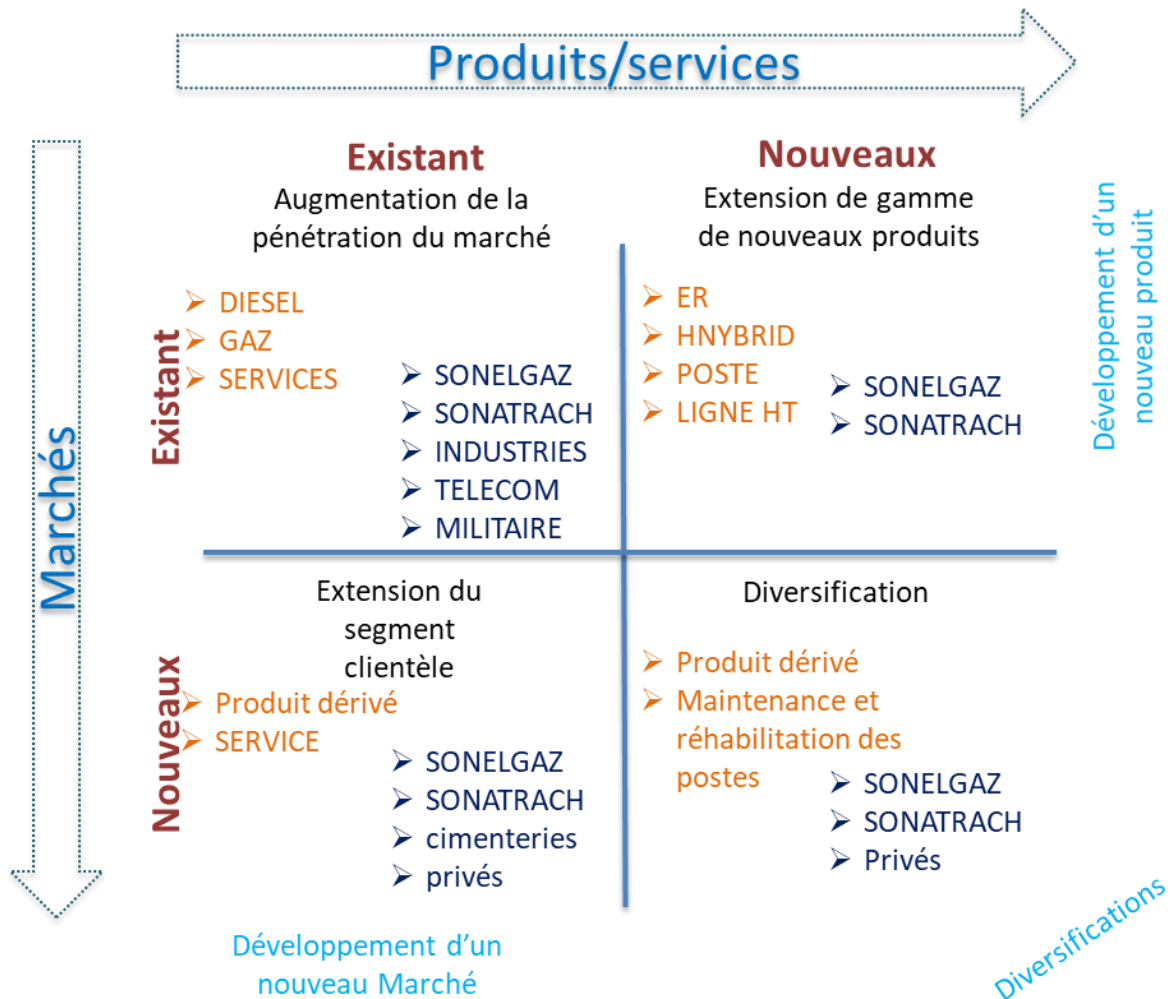 Produits/services
Existant
Augmentation de la
pénétration du marché
Nouveaux
Extension de gamme
de nouveaux produits
Développement d'un
nouveau produit
Marchés
Existant
DIESEL
GAZ
SERVICES
SONELGAZ
SONATRACH
INDUSTRIES
TELECOM
MILITAIRE
ER
HNYBRID
POSTE
LIGNE HT
SONELGAZ
SONATRACH
Nouveaux
Extension du
segment
clientèle
Produit dérivé
SERVICE
SONELGAZ
SONATRACH
cimenteries
privés
Diversification
Produit dérivé
Maintenance et
réhabilitation des
postes
SONELGAZ
SONATRACH
Privés
Développement d'un
nouveau Marché
Diversifications